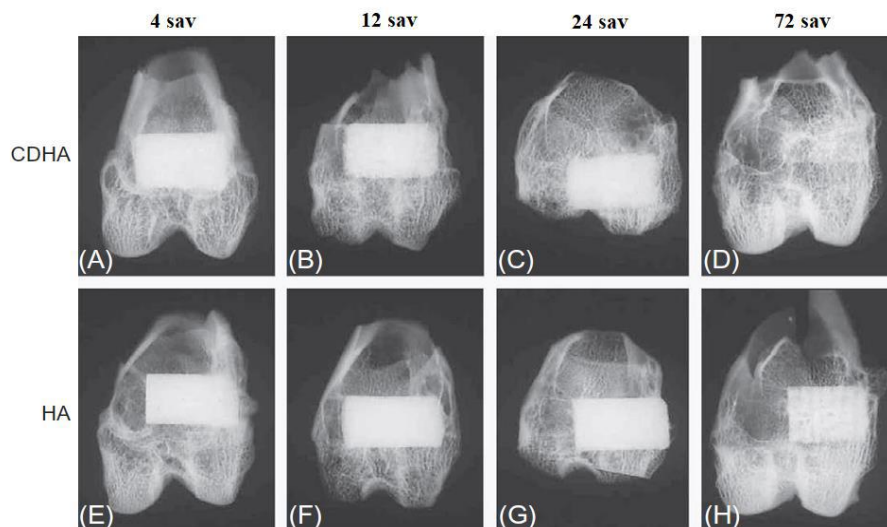 4 sav 12 sav 24 sav 72 sav
CDHA
(A) (B) (C) (D)
HA
(E) (F) (G) (H)